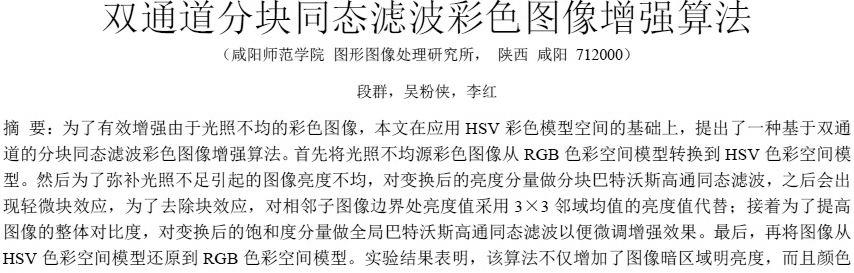 双通道分块同态滤波彩色图像增强算法
（咸阳师范学院 图形图像处理研究所， 陕西 咸阳 712000）
段群，吴粉侠，李红
摘 要：为了有效增强由于光照不均的彩色图像，本文在应用 HSV 彩色模型空间的基础上，提出了一种基于双通
道的分块同态滤波彩色图像增强算法。首先将光照不均源彩色图像从 RGB 色彩空间模型转换到 HSV 色彩空间模
型。然后为了弥补光照不足引起的图像亮度不均，对变换后的亮度分量做分块巴特沃斯高通同态滤波，之后会出
现轻微块效应，为了去除块效应，对相邻子图像边界处亮度值采用 3×3 邻域均值的亮度值代替；接着为了提高
图像的整体对比度，对变换后的饱和度分量做全局巴特沃斯高通同态滤波以便微调增强效果。最后，再将图像从
HSV 色彩空间模型还原到 RGB 色彩空间模型。实验结果表明，该算法不仅增加了图像暗区域明亮度，而且颜色